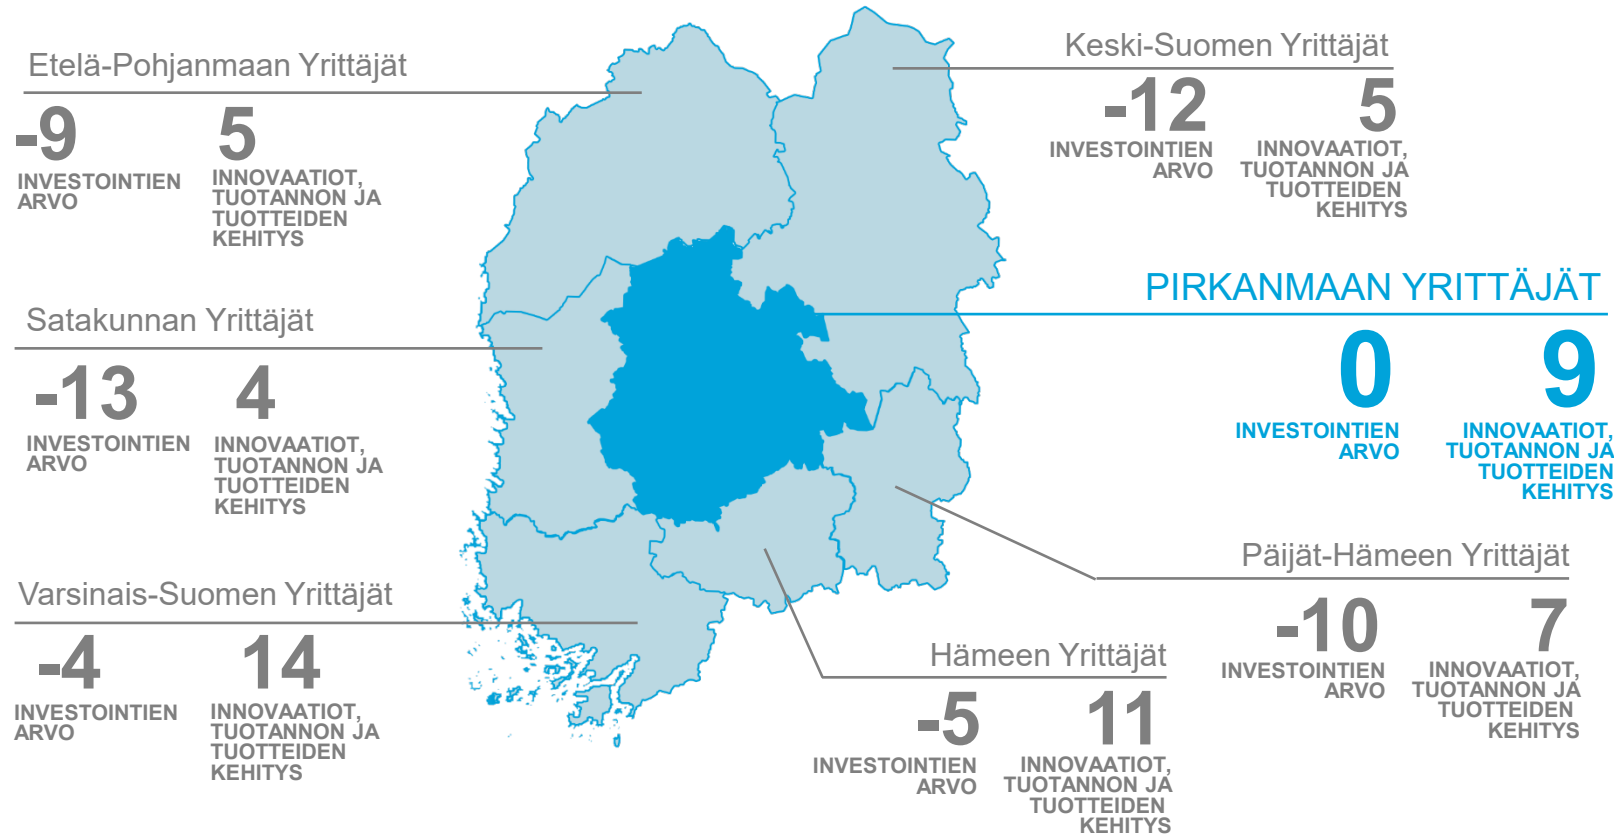 Etelä-Pohjanmaan Yrittäjät
-9
INVESTOINTIEN
ARVO
5
INNOVAATIOT,
TUOTANNON JA
TUOTTEIDEN
KEHITYS
Keski-Suomen Yrittäjät
-12
INVESTOINTIEN
ARVO
5
INNOVAATIOT,
TUOTANNON JA
TUOTTEIDEN
KEHITYS
Satakunnan Yrittäjät
-13
INVESTOINTIEN
ARVO
4
INNOVAATIOT,
TUOTANNON JA
TUOTTEIDEN
KEHITYS
PIRKANMAAN YRITTÄJÄT
0
INVESTOINTIEN
ARVO
9
INNOVAATIOT,
TUOTANNON JA
TUOTTEIDEN
KEHITYS
Varsinais-Suomen Yrittäjät
-4
INVESTOINTIEN
ARVO
14
INNOVAATIOT,
TUOTANNON JA
TUOTTEIDEN
KEHITYS
Hämeen Yrittäjät
-5
INVESTOINTIEN
ARVO
11
INNOVAATIOT,
TUOTANNON JA
TUOTTEIDEN
KEHITYS
Päijät-Hämeen Yrittäjät
-10
INVESTOINTIEN
ARVO
7
INNOVAATIOT,
TUOTANNON JA
TUOTTEIDEN
KEHITYS